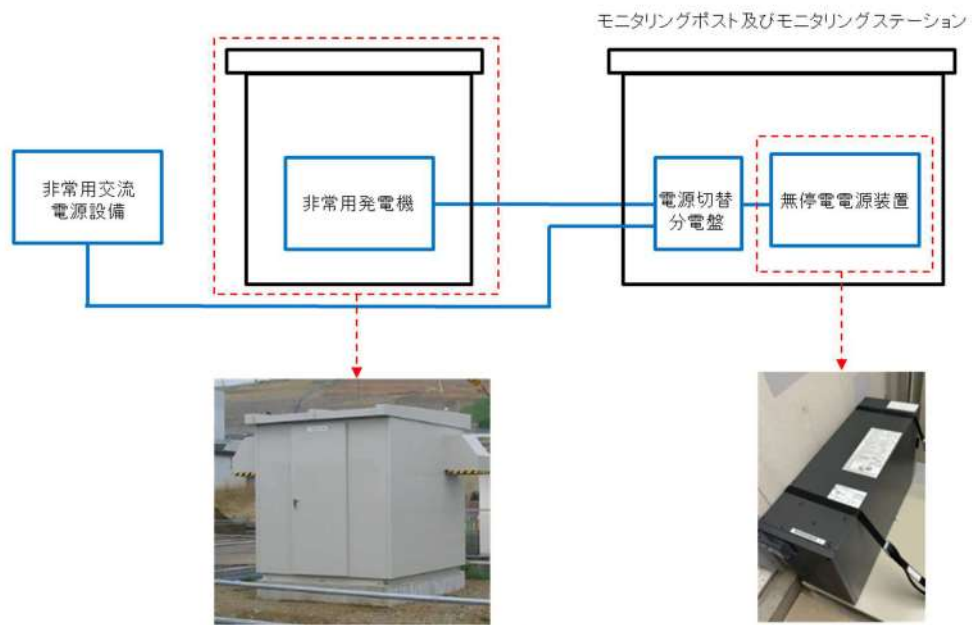 モニタリングポスト及びモニタリングステーション
非常用交流
電源設備
非常用発電機
電源切替
分電盤
無停電電源装置